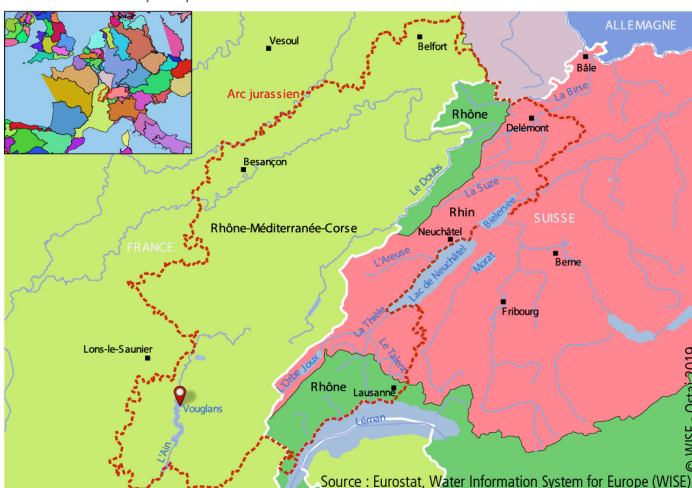 ALLEMAGNE
Vesoul
Belfort
Bâle
Arc jurassien
La Birse
Rhône
Delémont
Besançon
Le Doubs
La Suze
Rhin
Bielersee
Rhône-Méditerranée-Corse
Neuchâtel
SUISSE
FRANCE
L'Areuse
Lac de Neuchâtel
Morat
Berne
Fribourg
La Thièle
Lons-le-Saunier
Le Talent
L'Orbe Joux
Rhône
Lausanne
Vouglans
Léman
L'Ain
Source : Eurostat, Water Information System for Europe (WISE)
© WISE - Ostaj 2019